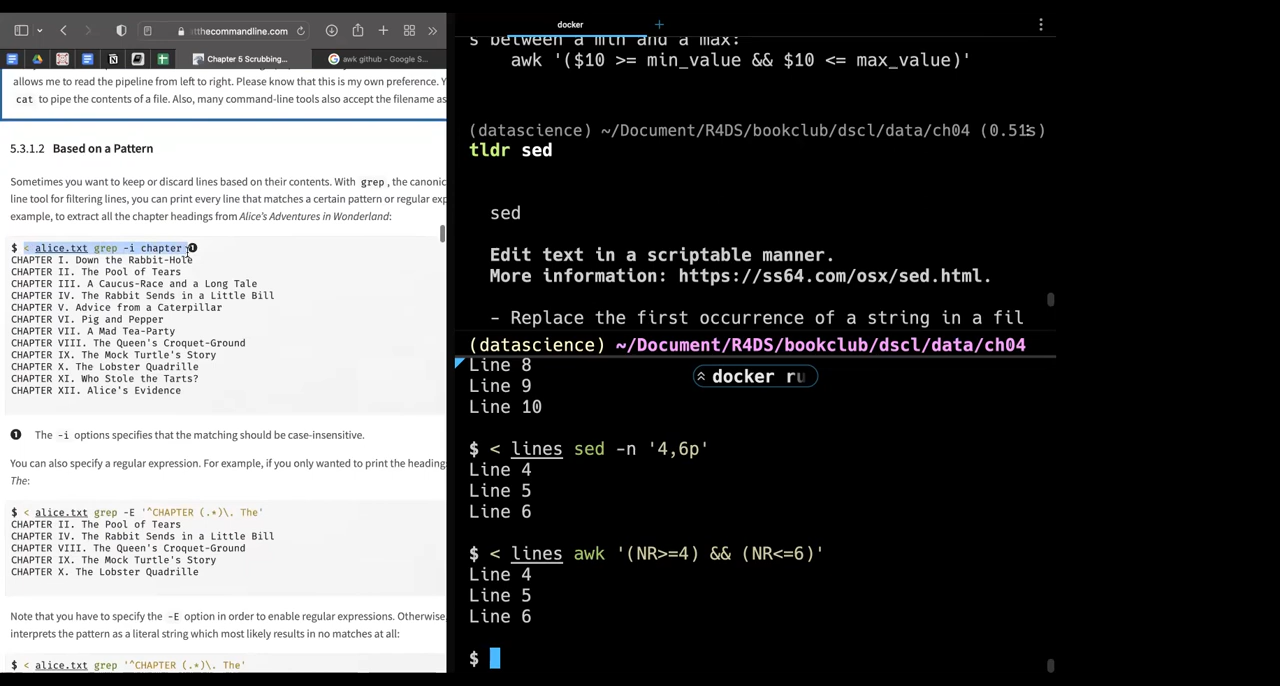 tthecommandline.com
Chapter 5 Scrubbing...
awk github - Google S...
allows me to read the pipeline from left to right. Please know that this is my own preference. Y
cat to pipe the contents of a file. Also, many command-line tools also accept the filename as
5.3.1.2 Based on a Pattern
Sometimes you want to keep or discard lines based on their contents. With grep, the canonic
line tool for filtering lines, you can print every line that matches a certain pattern or regular exp
example, to extract all the chapter headings from Alice's Adventures in Wonderland:
$ < alice.txt grep -i chapter 1
CHAPTER I. Down the Rabbit-Hole
CHAPTER II. The Pool of Tears
CHAPTER III. A Caucus-Race and a Long Tale
CHAPTER IV. The Rabbit Sends in a Little Bill
CHAPTER V. Advice from a Caterpillar
CHAPTER VI. Pig and Pepper
CHAPTER VII. A Mad Tea-Party
CHAPTER VIII. The Queen's Croquet-Ground
CHAPTER IX. The Mock Turtle's Story
CHAPTER X. The Lobster Quadrille
CHAPTER XI. Who Stole the Tarts?
CHAPTER XII. Alice's Evidence
1 The -i options specifies that the matching should be case-insensitive.
You can also specify a regular expression. For example, if you only wanted to print the heading
The:
$ < alice.txt grep -E '^CHAPTER (.*)\. The'
CHAPTER II. The Pool of Tears
CHAPTER IV. The Rabbit Sends in a Little Bill
CHAPTER VIII. The Queen's Croquet-Ground
CHAPTER IX. The Mock Turtle's Story
CHAPTER X. The Lobster Quadrille
Note that you have to specify the -E option in order to enable regular expressions. Otherwise,
interprets the pattern as a literal string which most likely results in no matches at all:
$ < alice.txt grep '^CHAPTER (.*)\. The'
docker
s between a min and a max:
awk '($10 >= min_value && $10 <= max_value)'
(datascience) ~/Document/R4DS/bookclub/dscl/data/ch04 (0.51s)
tldr sed
sed
Edit text in a scriptable manner.
More information: https://ss64.com/osx/sed.html.
- Replace the first occurrence of a string in a fil
(datascience) ~/Document/R4DS/bookclub/dscl/data/ch04
Line 8
docker ru
Line 9
Line 10
$ < lines sed -n '4,6p'
Line 4
Line 5
Line 6
$ < lines awk '(NR>=4) && (NR<=6)'
Line 4
Line 5
Line 6
$